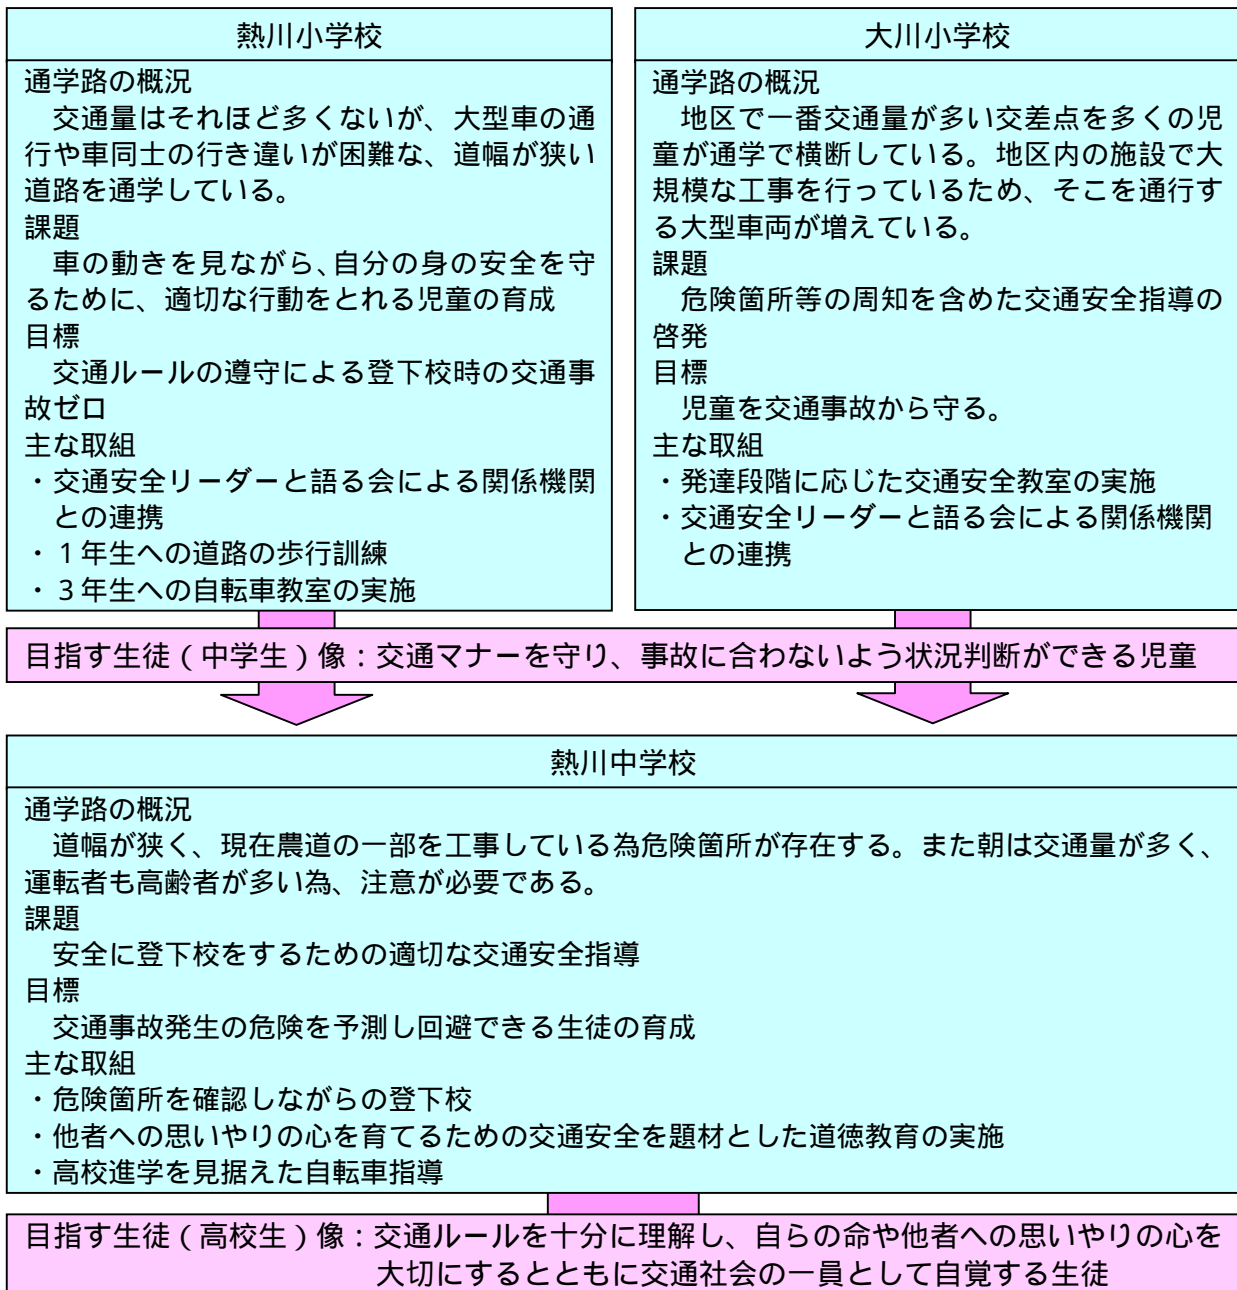 熱川小学校
通学路の概況
交通量はそれほど多くないが、大型車の通
行や車同士の行き違いが困難な、道幅が狭い
道路を通学している。
課題
車の動きを見ながら、自分の身の安全を守
るために、適切な行動をとれる児童の育成
目標
交通ルールの遵守による登下校時の交通事
故ゼロ
主な取組
・交通安全リーダーと語る会による関係機関
との連携
・１年生への道路の歩行訓練
・３年生への自転車教室の実施
大川小学校
通学路の概況
地区で一番交通量が多い交差点を多くの児
童が通学で横断している。地区内の施設で大
規模な工事を行っているため、そこを通行す
る大型車両が増えている。
課題
危険箇所等の周知を含めた交通安全指導の
啓発
目標
児童を交通事故から守る。
主な取組
・発達段階に応じた交通安全教室の実施
・交通安全リーダーと語る会による関係機関
との連携
目指す生徒（中学生）像：交通マナーを守り、事故に合わないよう状況判断ができる児童
熱川中学校
通学路の概況
道幅が狭く、現在農道の一部を工事している為危険箇所が存在する。また朝は交通量が多く、
運転者も高齢者が多い為、注意が必要である。
課題
安全に登下校をするための適切な交通安全指導
目標
交通事故発生の危険を予測し回避できる生徒の育成
主な取組
・危険箇所を確認しながらの登下校
・他者への思いやりの心を育てるための交通安全を題材とした道徳教育の実施
・高校進学を見据えた自転車指導
目指す生徒（高校生）像：交通ルールを十分に理解し、自らの命や他者への思いやりの心を
大切にするとともに交通社会の一員として自覚する生徒